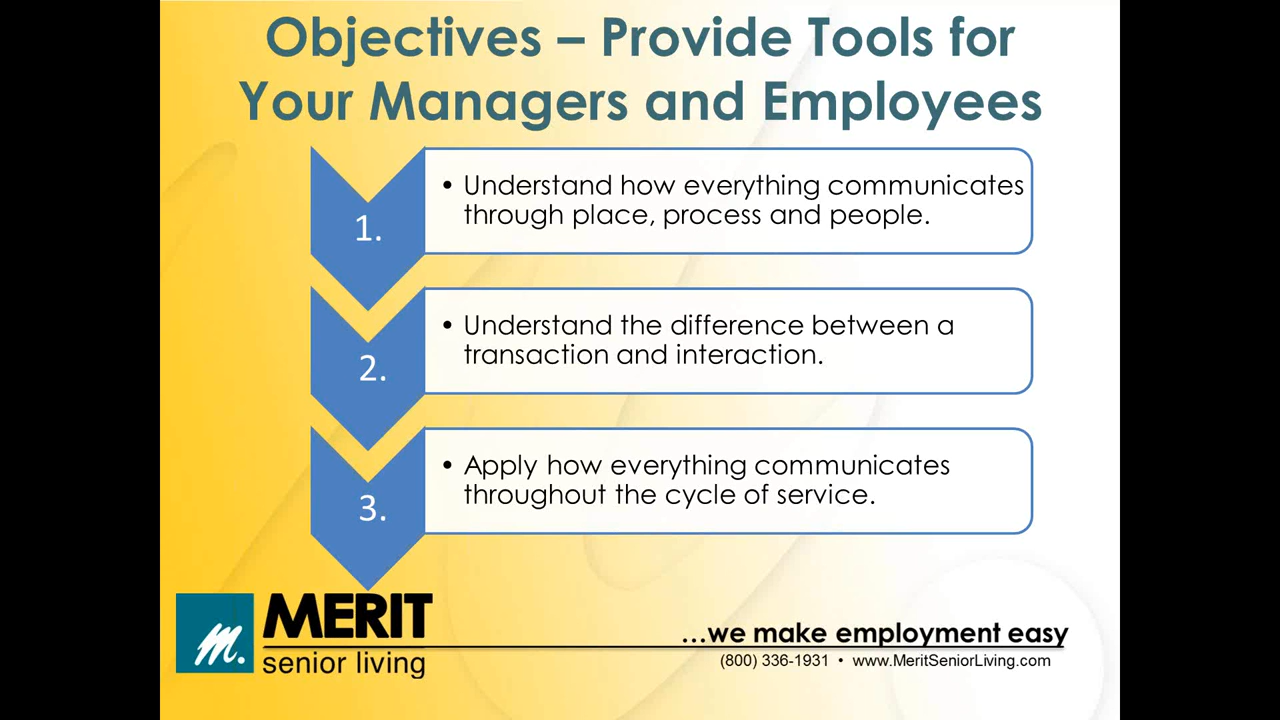 Objectives – Provide Tools for
Your Managers and Employees
1.
• Understand how everything communicates
through place, process and people.
2.
• Understand the difference between a
transaction and interaction.
3.
• Apply how everything communicates
throughout the cycle of service.
m.
MERIT
senior living
...we make employment easy
(800) 336-1931 • www.MeritSeniorLiving.com